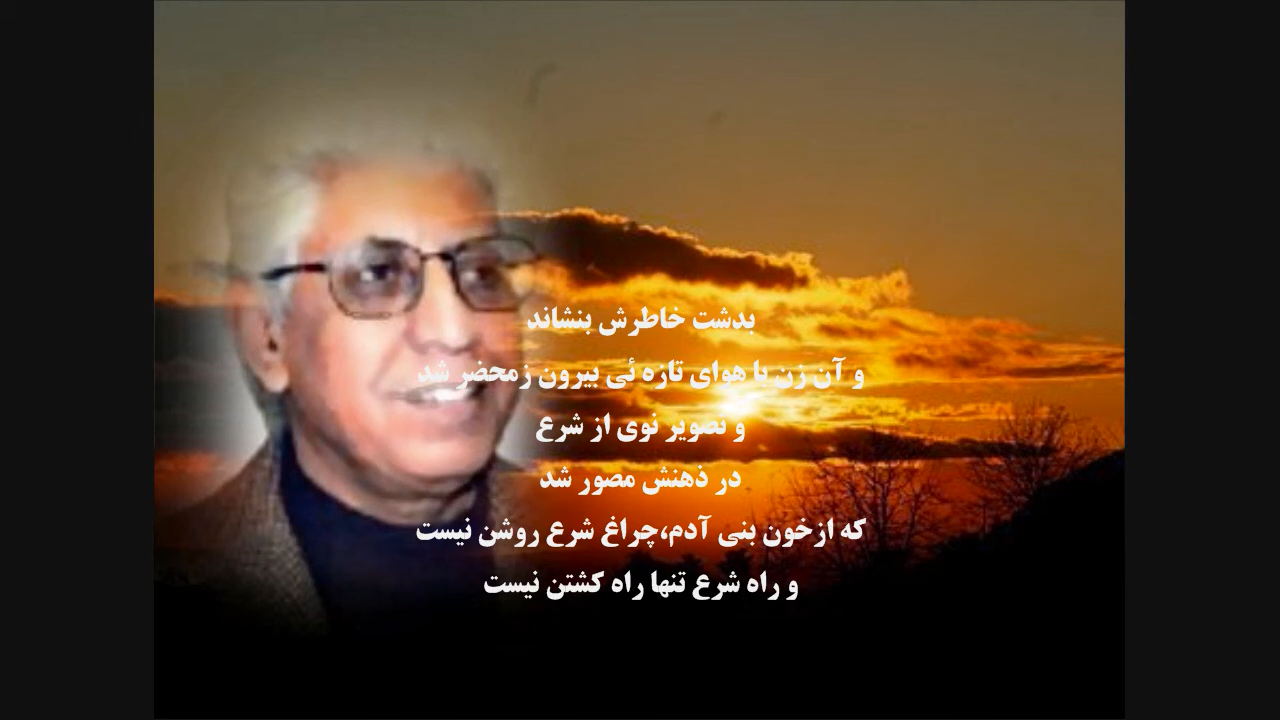 بدشت خاطرش بنشاند
و آن زن با هوای تازه ئی بیرون زمحضر شد
و تصویر نوی از شرع
در ذهنش مصور شد
که ازخون بنی آدم،چراغ شرع روشن نیست
و راه شرع تنها راه کشتن نیست